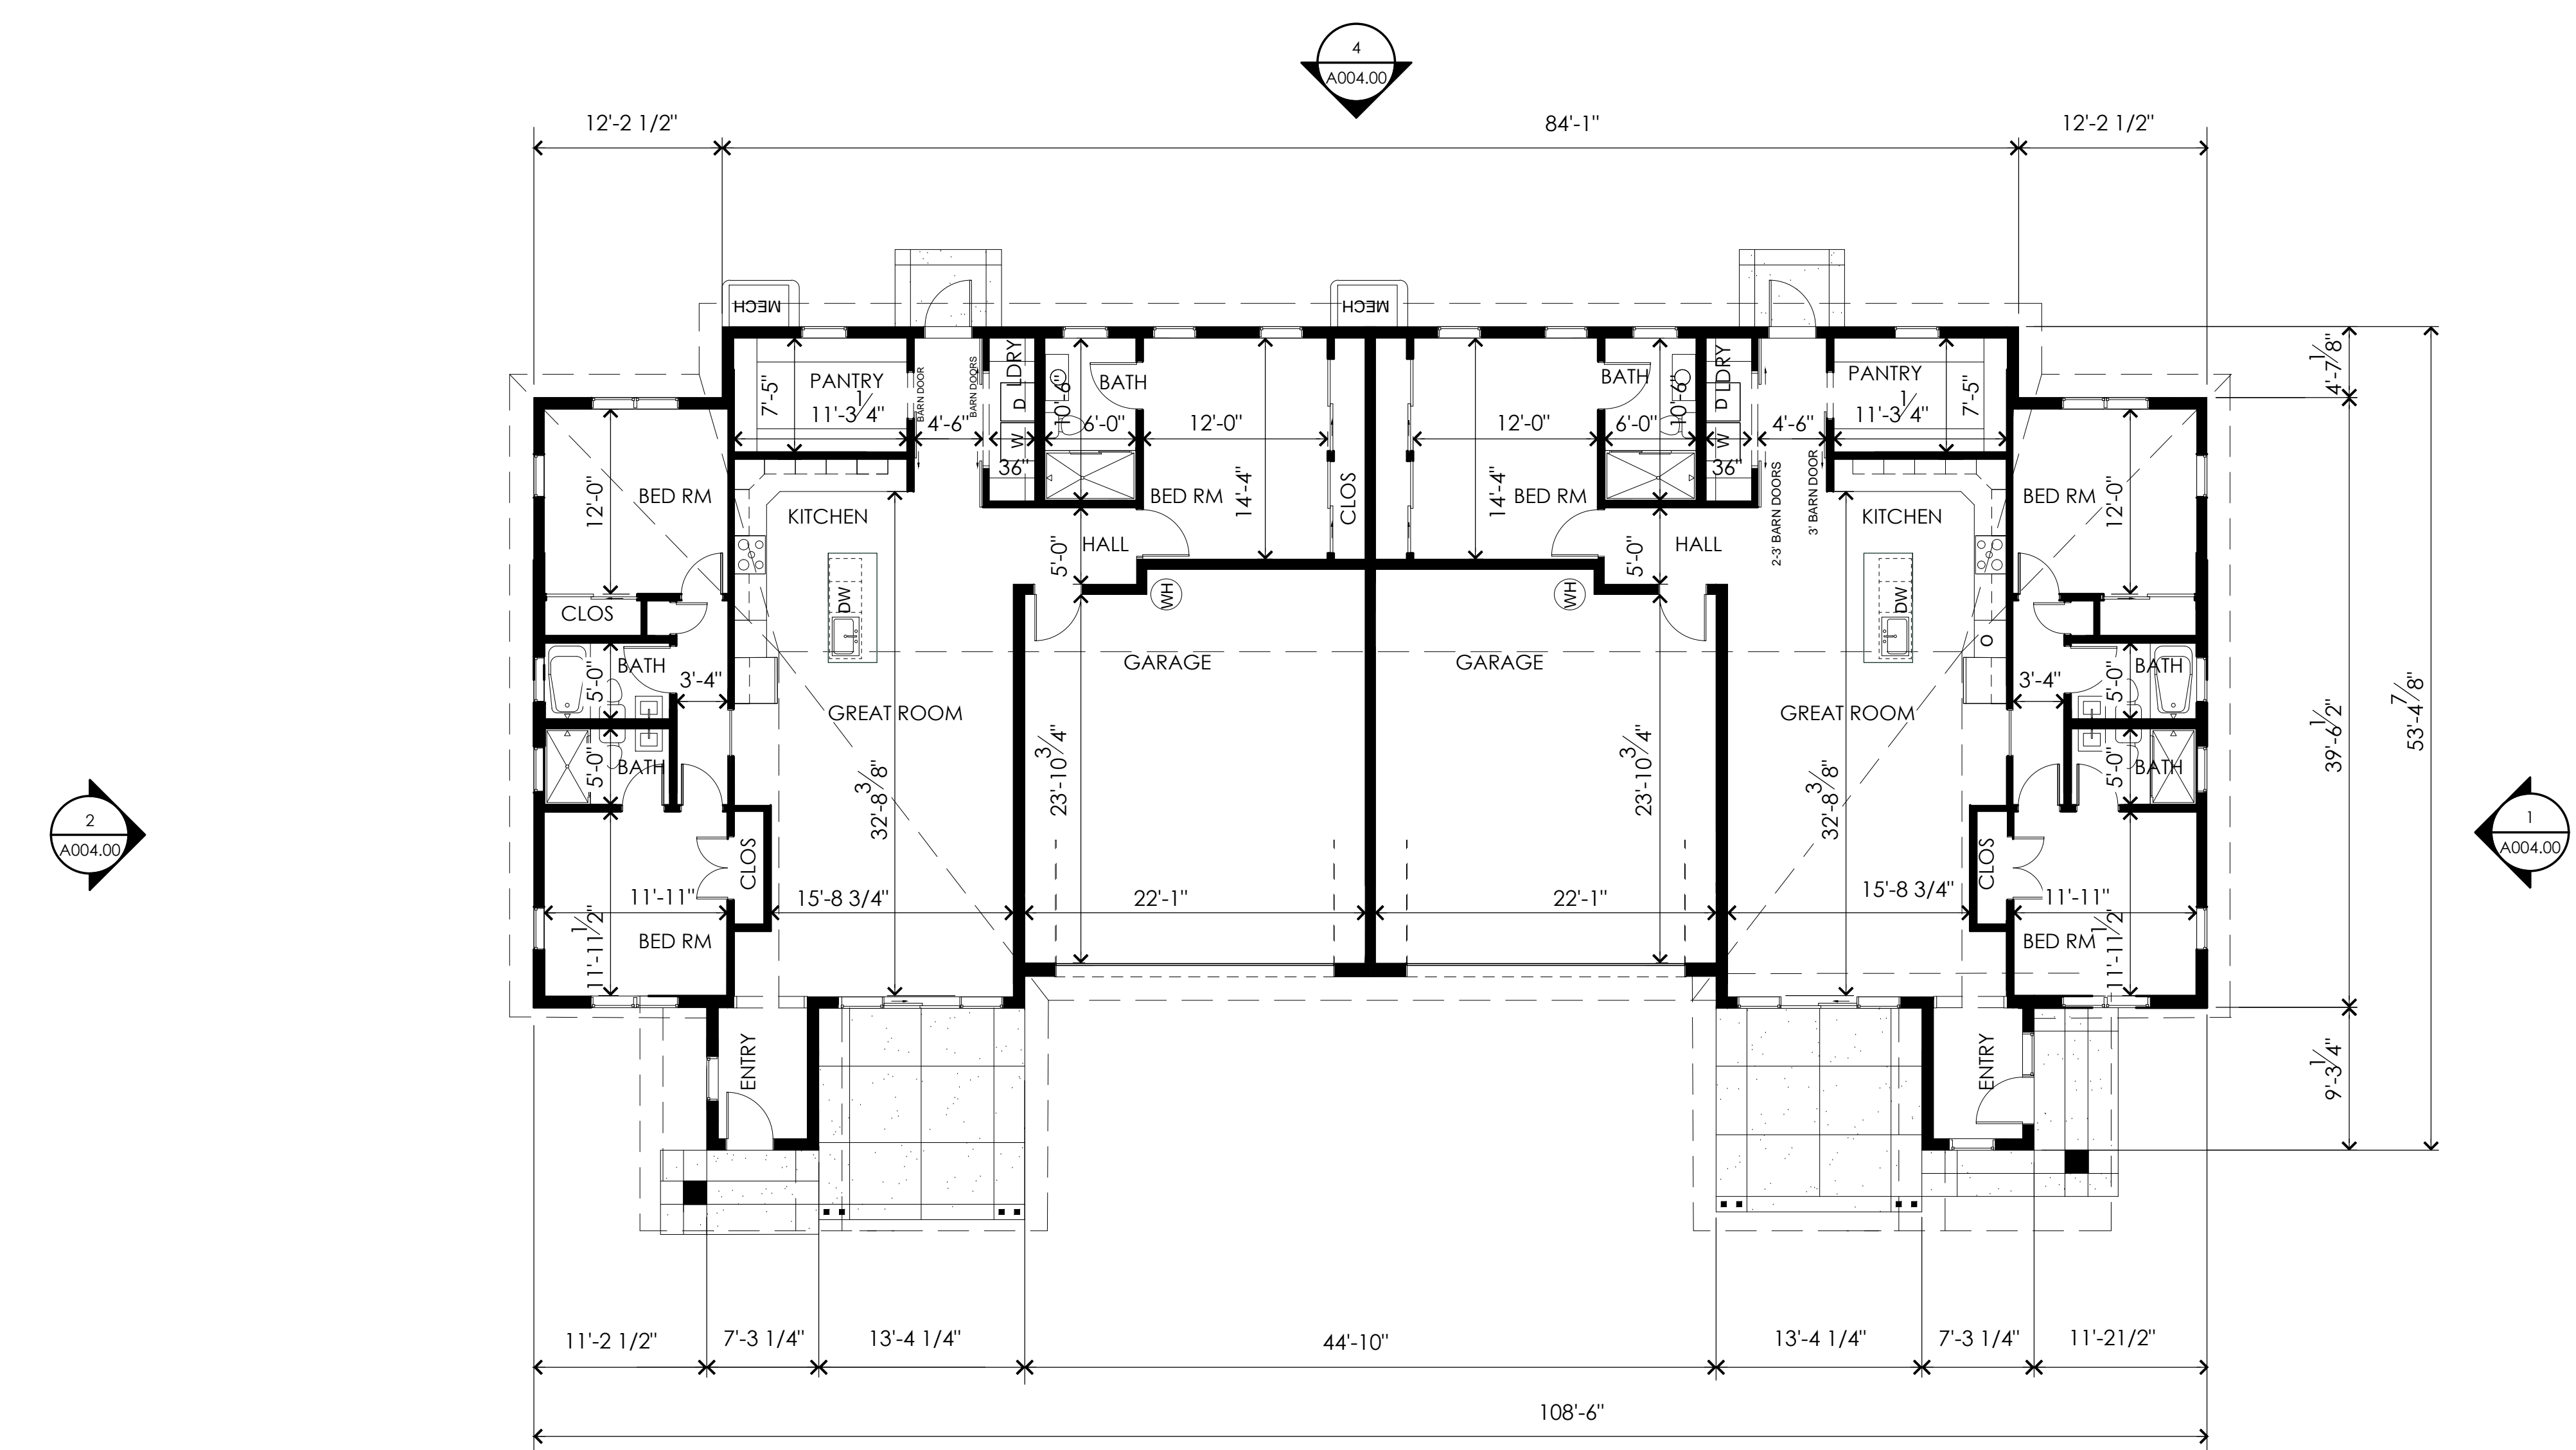 4
A004.00
12'-2 1/2"
84'-1"
12'-2 1/2"
MECH
MECH
4'-7 1/8"
PANTRY
7'-5"
11'-3 1/4"
BARN DOOR
BARN DOORS
4'-6"
LDRY
D
W
36"
BATH
10'-6"
6'-0"
12'-0"
14'-4"
BED RM
CLOS
12'-0"
14'-4"
BED RM
BATH
6'-0"
10'-6"
LDRY
D
W
36"
4'-6"
2-3' BARN DOORS
3' BARN DOOR
PANTRY
11'-3 1/4"
7'-5"
BED RM
12'-0"
KITCHEN
DW
HALL
5'-0"
WH
WH
5'-0"
HALL
KITCHEN
DW
O
BED RM
12'-0"
CLOS
BATH
5'-0"
3'-4"
GREAT ROOM
GARAGE
GARAGE
GREAT ROOM
3'-4"
BATH
5'-0"
BATH
5'-0"
32'-8 3/8"
23'-10 3/4"
23'-10 3/4"
32'-8 3/8"
BATH
5'-0"
39'-6 1/2"
53'-4 7/8"
2
A004.00
1
A004.00
11'-11"
CLOS
15'-8 3/4"
22'-1"
22'-1"
15'-8 3/4"
CLOS
11'-11"
11'-11 1/2"
BED RM
BED RM
11'-11 1/2"
ENTRY
ENTRY
9'-3 1/4"
11'-2 1/2"
7'-3 1/4"
13'-4 1/4"
44'-10"
13'-4 1/4"
7'-3 1/4"
11'-21/2"
108'-6"